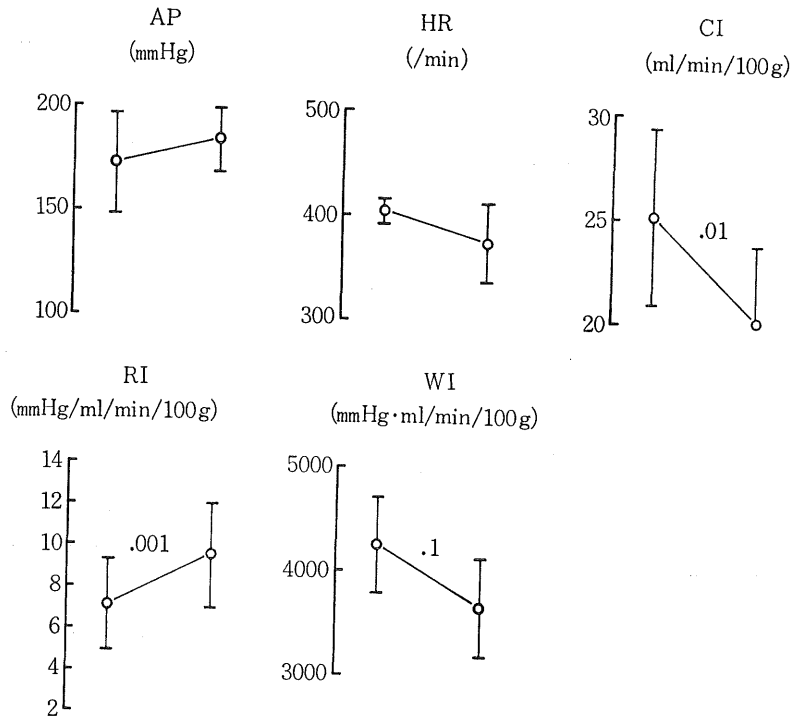 AP
(mmHg)
200
150
100
HR
(/min)
500
400
300
CI
(ml/min/100g)
30
25
20
.01
RI
(mmHg/ml/min/100g)
14
12
10
8
6
4
2
.001
WI
(mmHg·ml/min/100g)
5000
4000
3000
.1